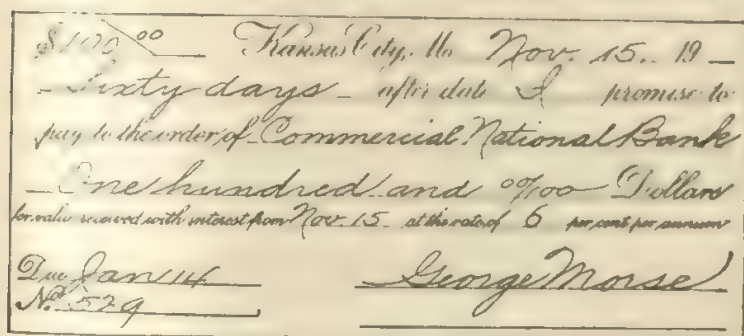 $100 00 Kansas City, Mo Nov. 15. 19
Sixty days after date I promise to
pay to the order of Commercial National Bank
One hundred and 00/100 Dollars
for value received with interest from Nov. 15 at the rate of 6 per cent per annum
Due Jan 14 George Morse
No. 529